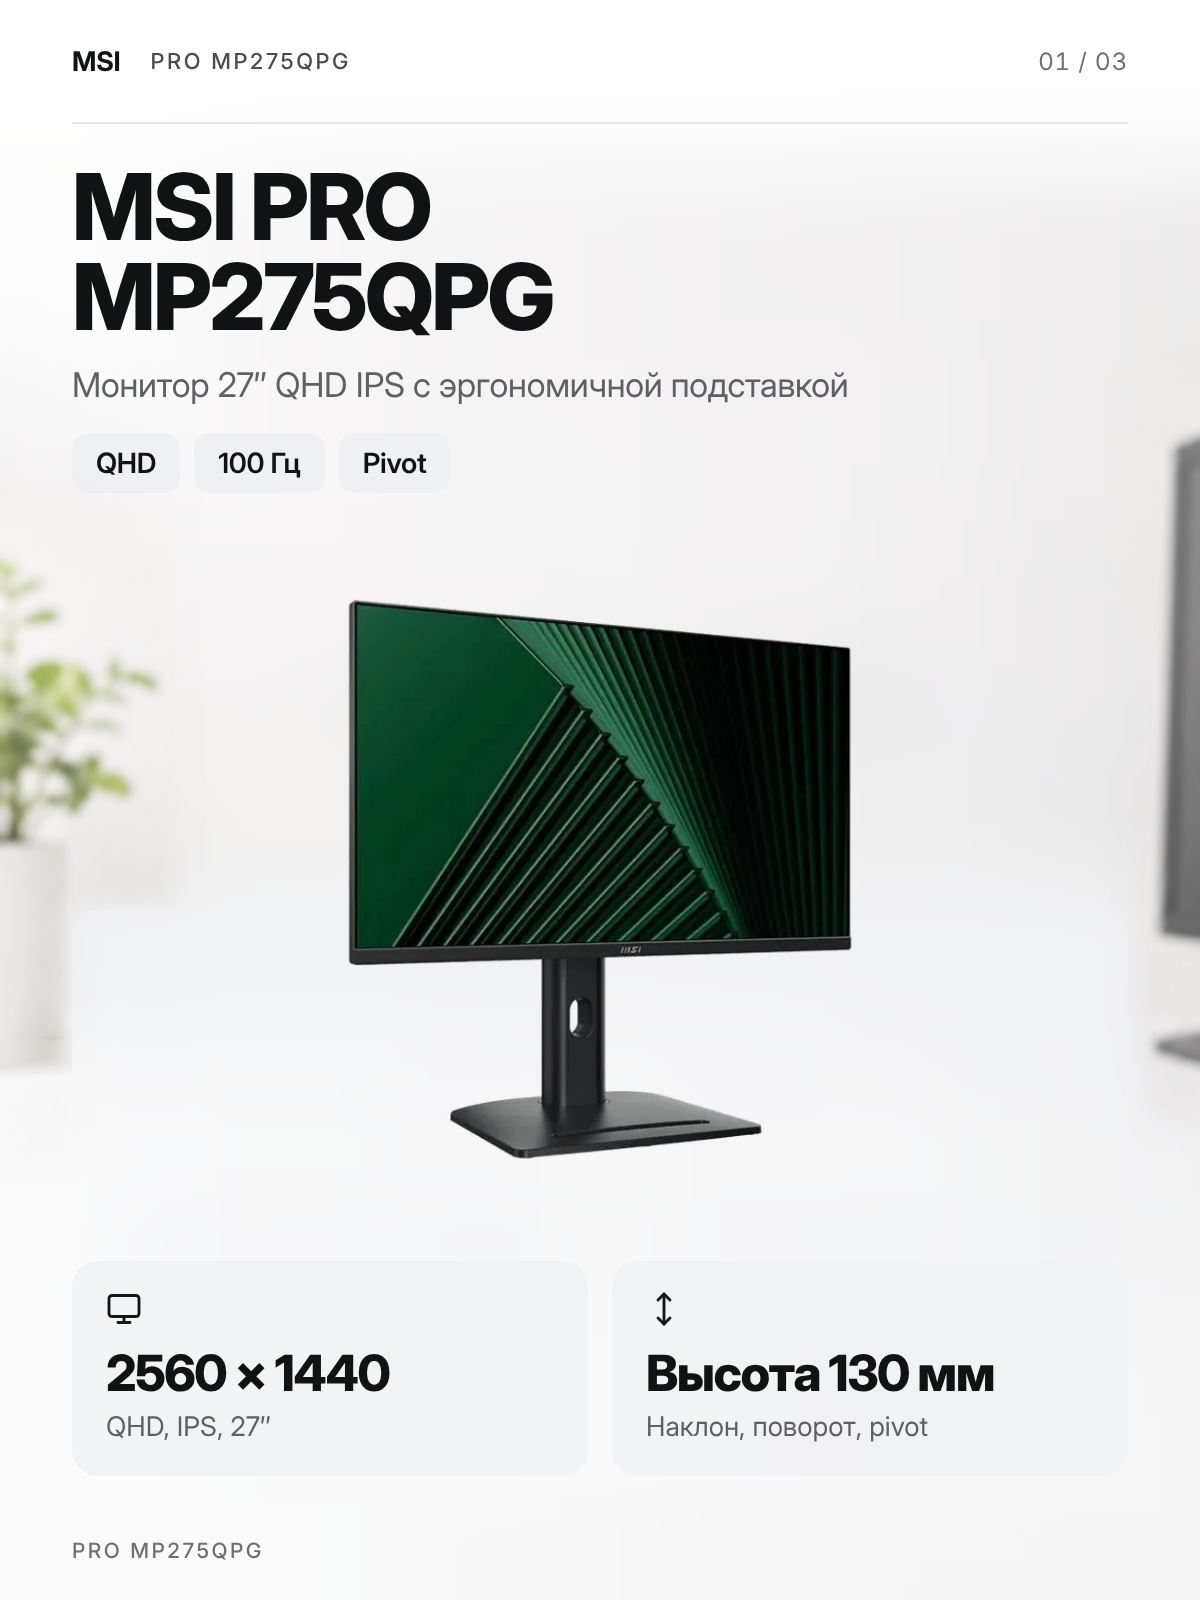 MSI PRO MP275QPG 01 / 03
MSI PRO
MP275QPG
Монитор 27″ QHD IPS с эргономичной подставкой
QHD 100 Гц Pivot
MSI
2560 × 1440
QHD, IPS, 27″
Высота 130 мм
Наклон, поворот, pivot
PRO MP275QPG